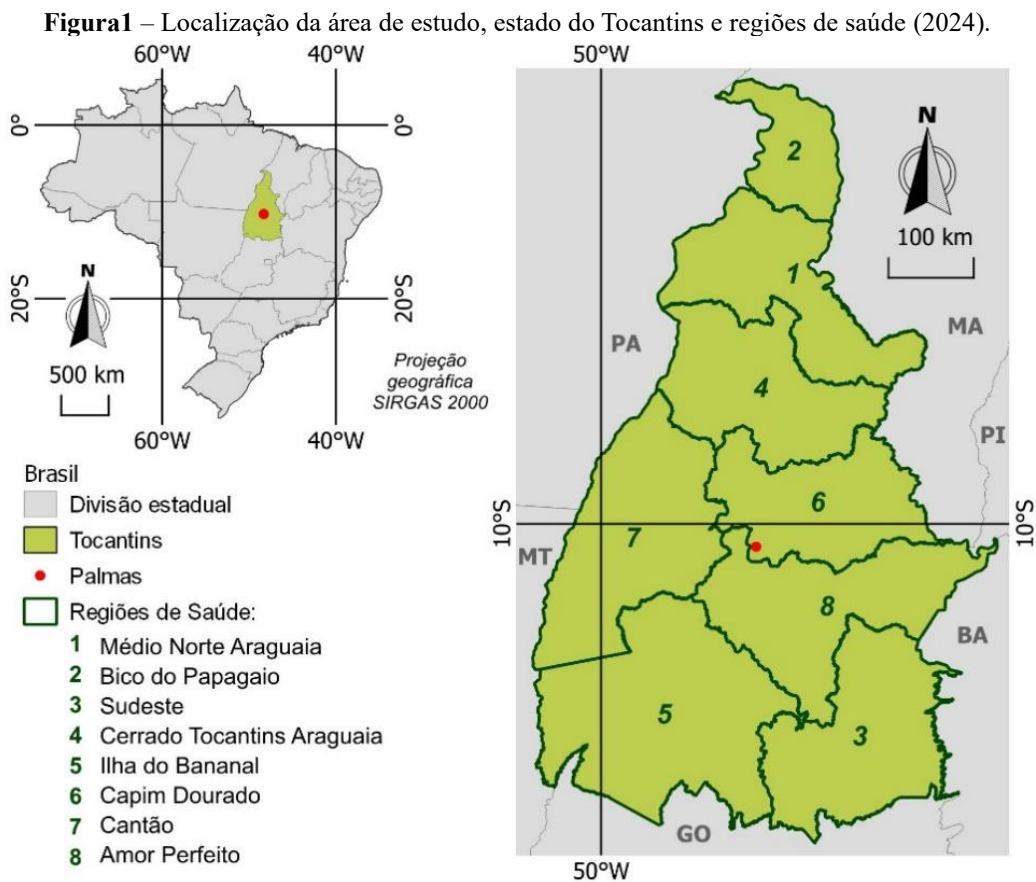 Figura1 – Localização da área de estudo, estado do Tocantins e regiões de saúde (2024).
60°W 40°W
0° 0°
20°S 20°S
N
500 km
Projeção
geográfica
SIRGAS 2000
60°W 40°W
Brasil
Divisão estadual
Tocantins
Palmas
Regiões de Saúde:
1 Médio Norte Araguaia
2 Bico do Papagaio
3 Sudeste
4 Cerrado Tocantins Araguaia
5 Ilha do Bananal
6 Capim Dourado
7 Cantão
8 Amor Perfeito
50°W
N
100 km
2
1
MA
PA
4
PI
6
10°S 10°S
7
MT
8
BA
5
3
GO
50°W